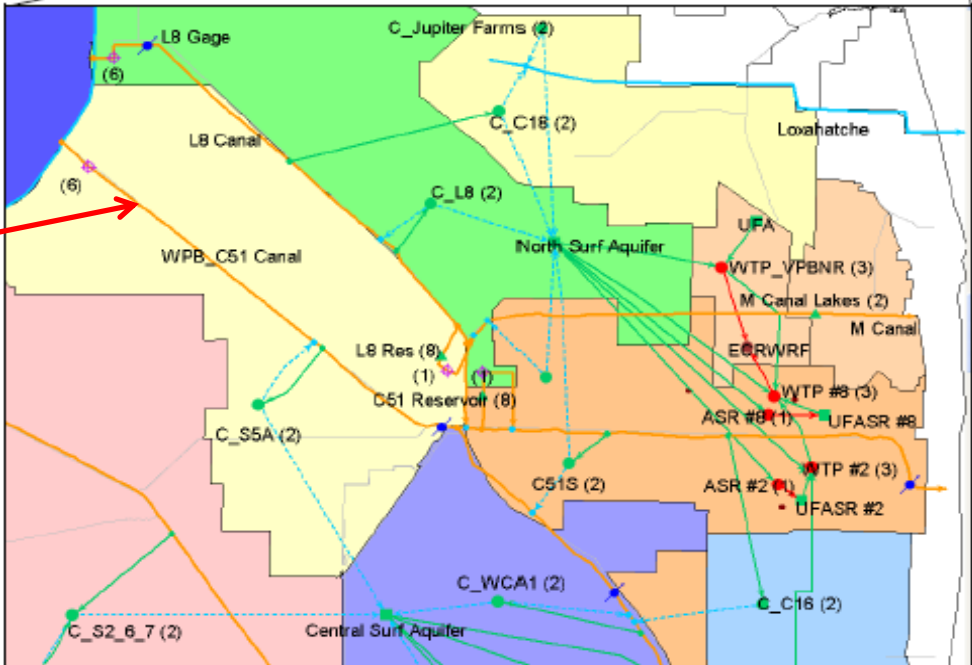 L8 Gage
C_Jupiter Farms (2)
(6)
C_C18 (2)
Loxahatche
L8 Canal
(6)
C_L8 (2)
UFA
North Surf Aquifer
WPB_C51 Canal
WTP_VPBNR (3)
M Canal Lakes (2)
M Canal
L8 Res (8)
ECRWRF
(1)
(1)
C51 Reservoir (8)
WTP #8 (3)
ASR #8 (1)
UFASR #8
C_S5A (2)
WTP #2 (3)
C51S (2)
ASR #2 (1)
UFASR #2
C_WCA1 (2)
C_C16 (2)
C_S2_6_7 (2)
Central Surf Aquifer